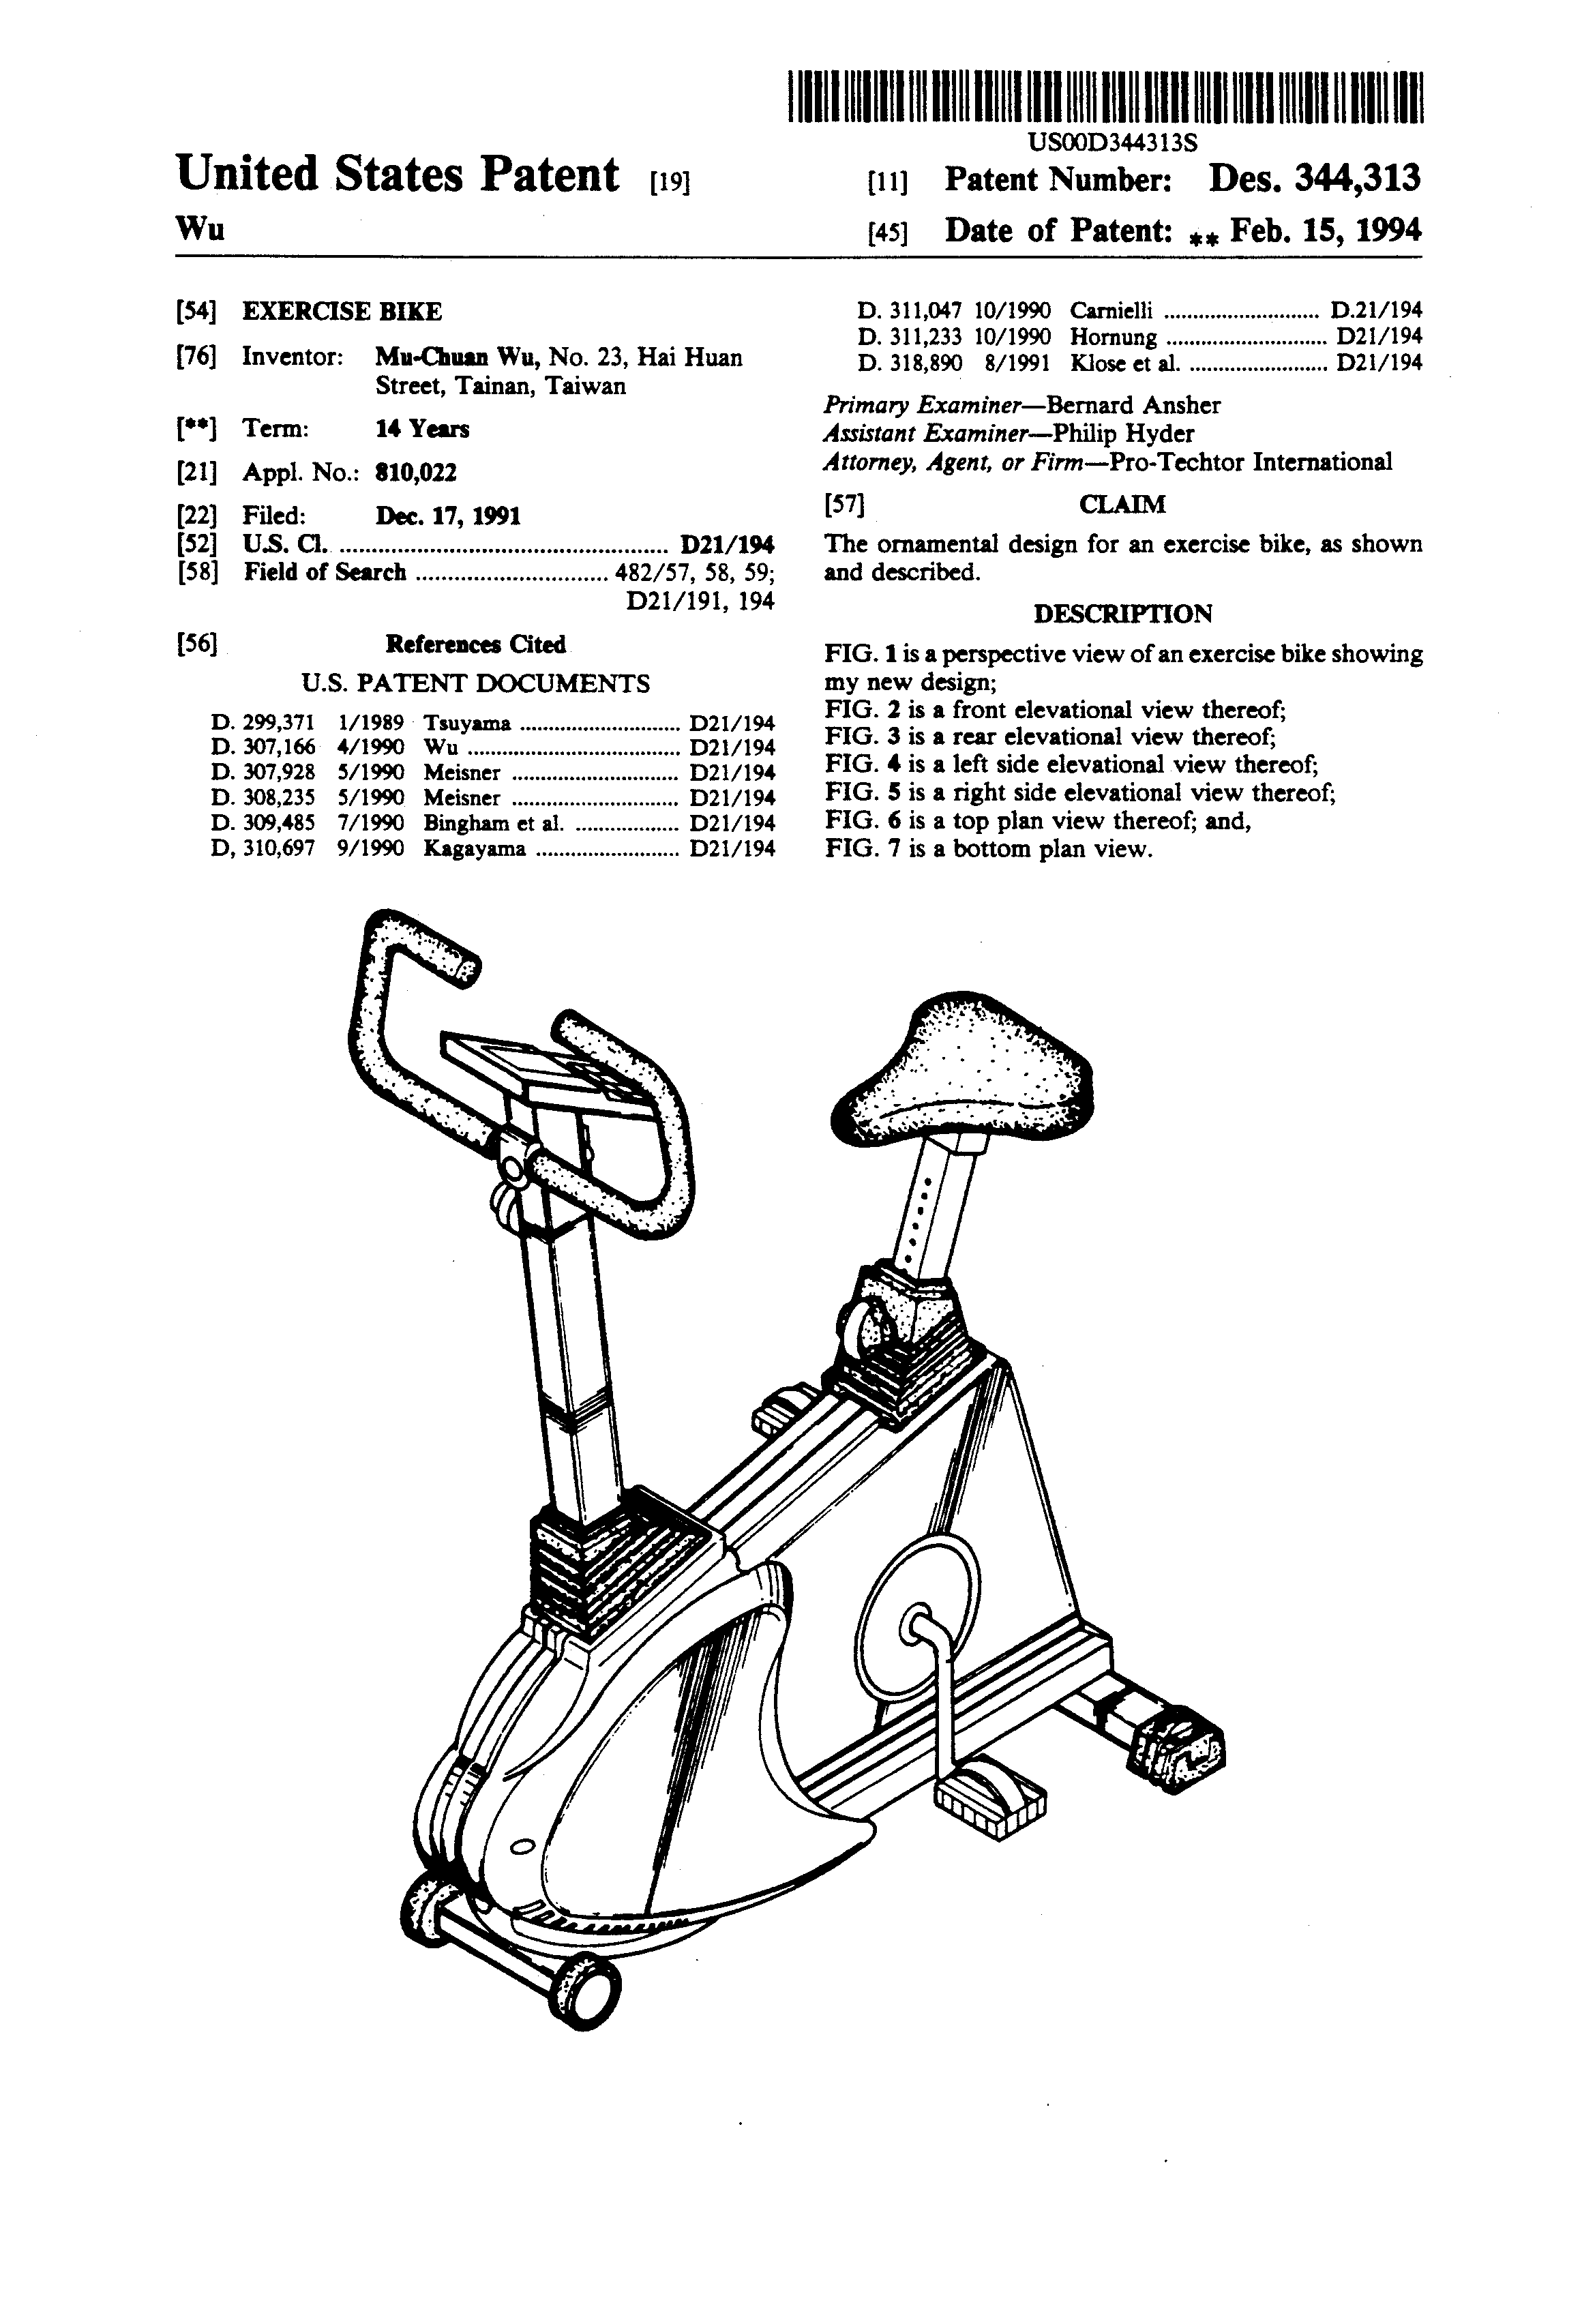 US00D344313S
United States Patent [19]
Wu
[11] Patent Number: Des. 344,313
[45] Date of Patent: ** Feb. 15, 1994
[54] EXERCISE BIKE
[76] Inventor: Mu-Chuan Wu, No. 23, Hai Huan
Street, Tainan, Taiwan
[**] Term: 14 Years
[21] Appl. No.: 810,022
[22] Filed: Dec. 17, 1991
[52] U.S. Cl. .................................................. D21/194
[58] Field of Search ............................. 482/57, 58, 59;
D21/191, 194
[56] References Cited
U.S. PATENT DOCUMENTS
D. 299,371 1/1989 Tsuyama ........................... D21/194
D. 307,166 4/1990 Wu .................................... D21/194
D. 307,928 5/1990 Meisner ............................ D21/194
D. 308,235 5/1990 Meisner ............................ D21/194
D. 309,485 7/1990 Bingham et al. .................. D21/194
D, 310,697 9/1990 Kagayama ........................ D21/194
D. 311,047 10/1990 Carnielli ........................... D.21/194
D. 311,233 10/1990 Hornung ............................ D21/194
D. 318,890 8/1991 Klose et al. ........................ D21/194
Primary Examiner—Bernard Ansher
Assistant Examiner—Philip Hyder
Attorney, Agent, or Firm—Pro-Techtor International
[57] CLAIM
The ornamental design for an exercise bike, as shown
and described.
DESCRIPTION
FIG. 1 is a perspective view of an exercise bike showing
my new design;
FIG. 2 is a front elevational view thereof;
FIG. 3 is a rear elevational view thereof;
FIG. 4 is a left side elevational view thereof;
FIG. 5 is a right side elevational view thereof;
FIG. 6 is a top plan view thereof; and,
FIG. 7 is a bottom plan view.